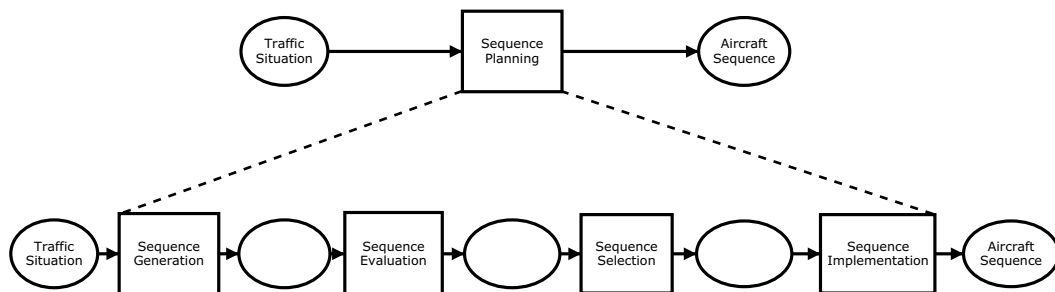 Traffic
Situation
Sequence
Planning
Aircraft
Sequence
Traffic
Situation
Sequence
Generation
Sequence
Evaluation
Sequence
Selection
Sequence
Implementation
Aircraft
Sequence